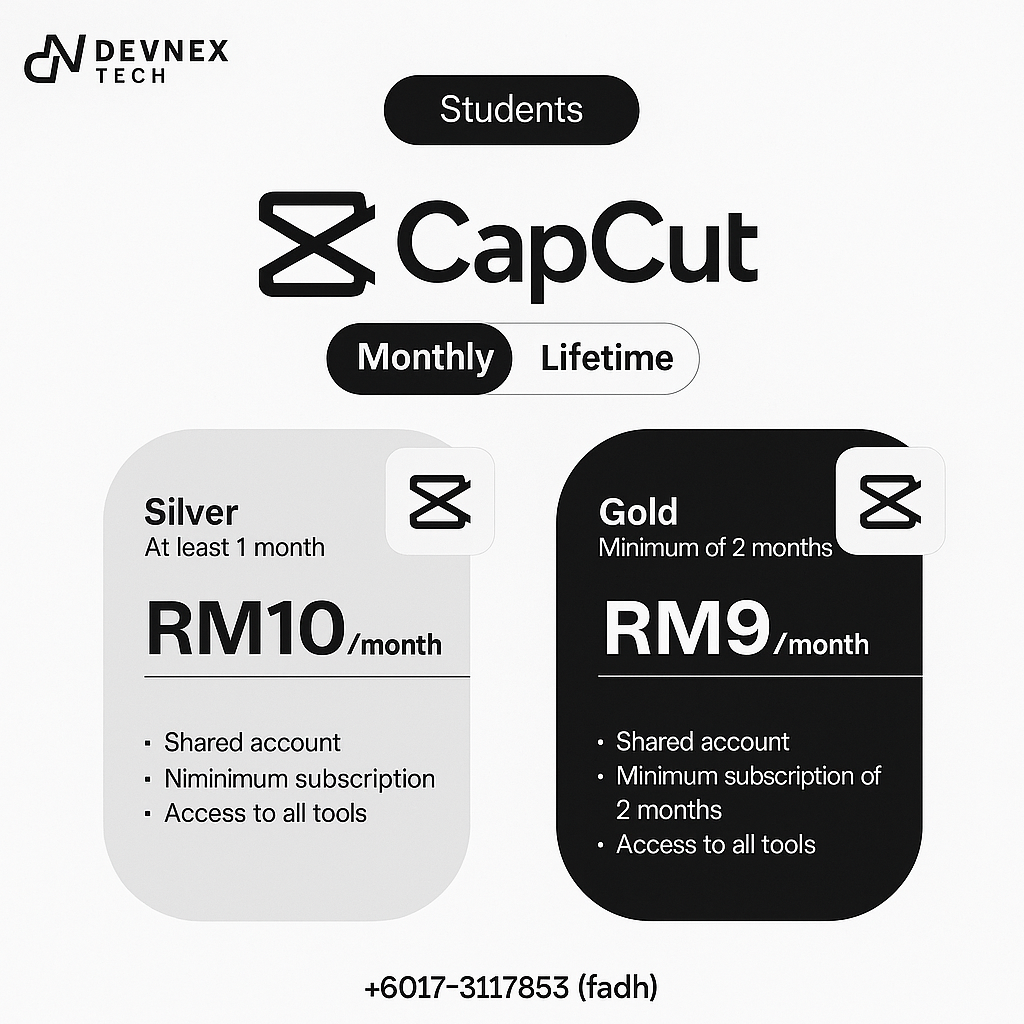 DEVNEX
TECH
Students
CapCut
Monthly Lifetime
Silver
At least 1 month
RM10/month
Shared account
Niminimum subscription
Access to all tools
Gold
Minimum of 2 months
RM9/month
Shared account
Minimum subscription of
2 months
Access to all tools
+6017-3117853 (fadh)